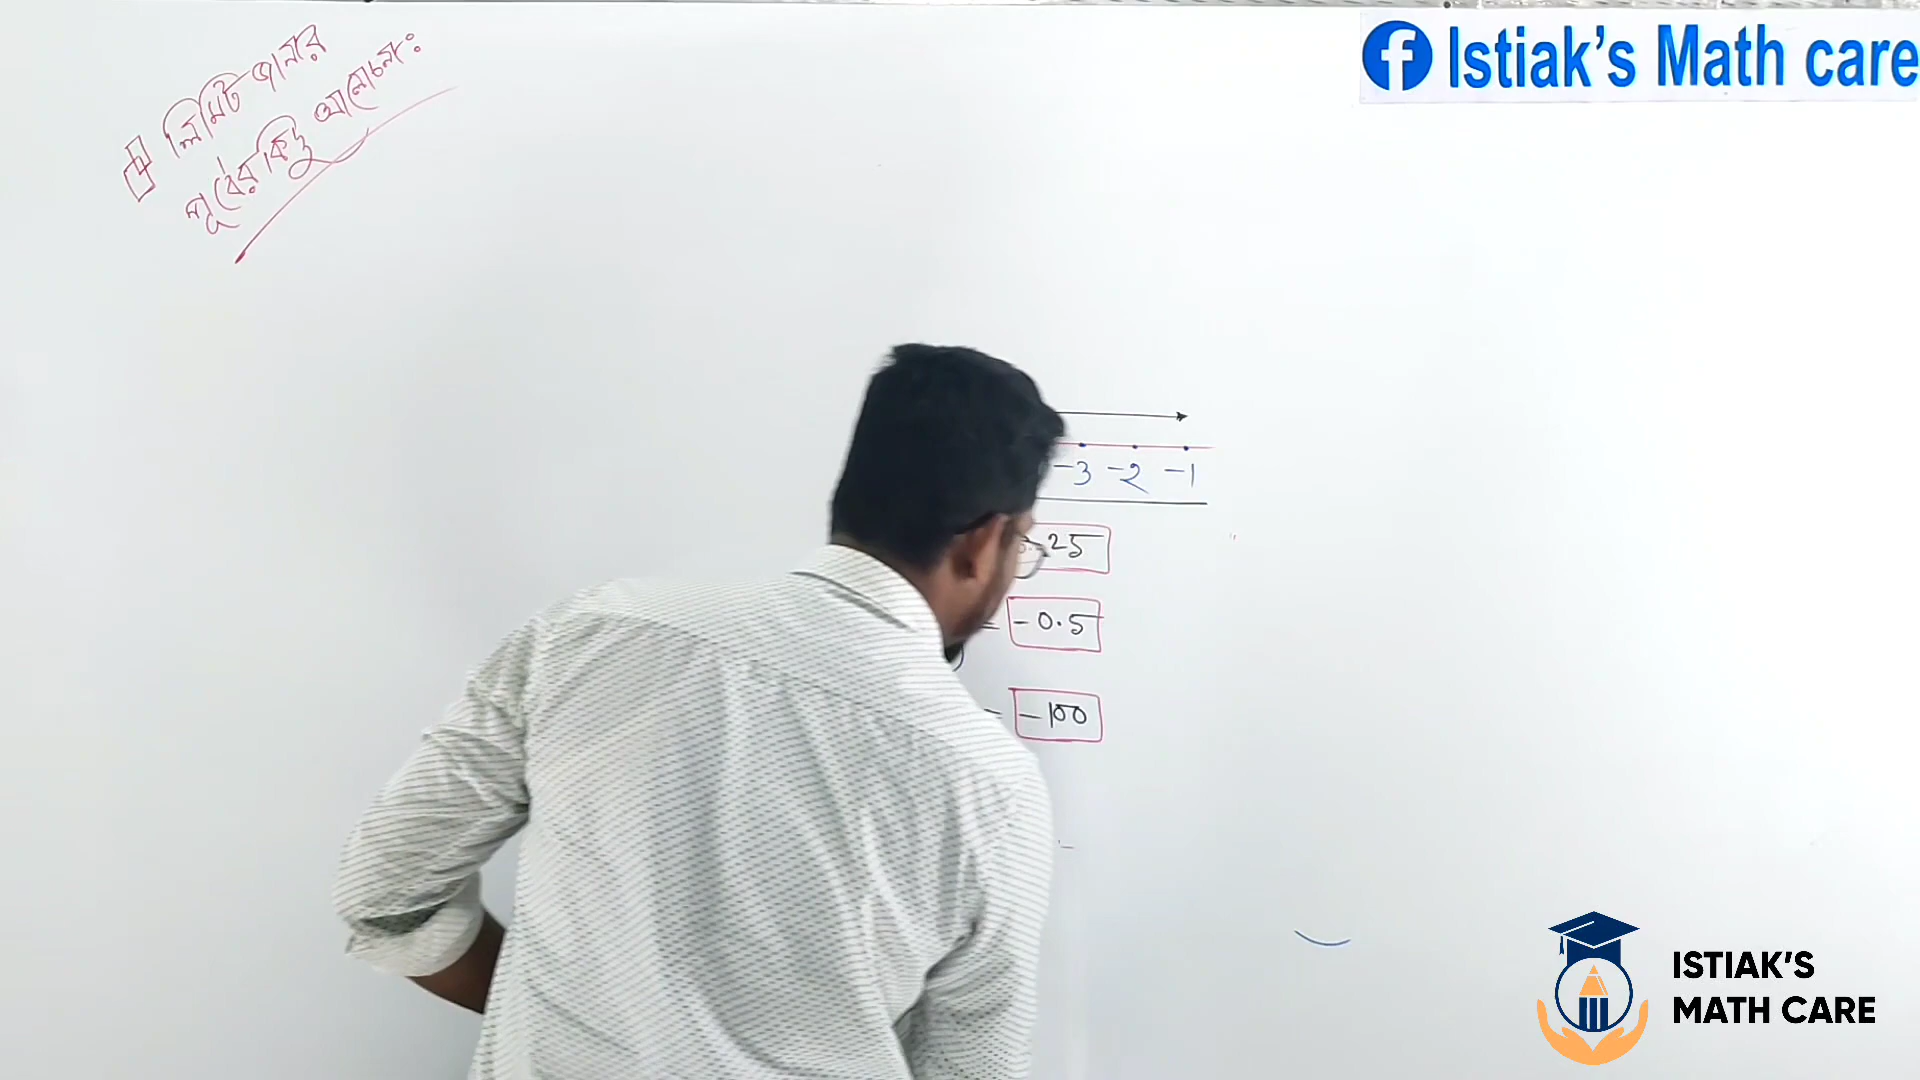 লিমিট জানার
পূর্বের কিছু আলোচনা:
Istiak's Math care
-3 -2 -1
25
= -0.5
= -100
ISTIAK'S
MATH CARE